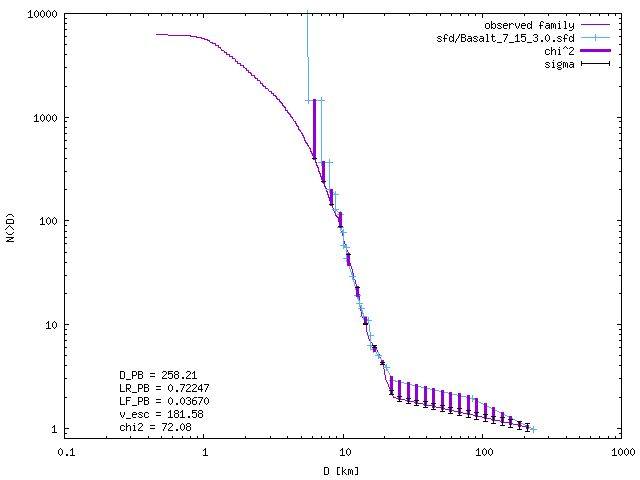 10000
observed family
sfd/Basalt_7_15_3.0.sfd
chi^2
sigma
1000
N(>D)
100
10
D_PB = 258.21
LR_PB = 0.72247
LF_PB = 0.03670
v_esc = 181.58
chi2 = 72.08
1
0.1 1 10 100 1000
D [km]